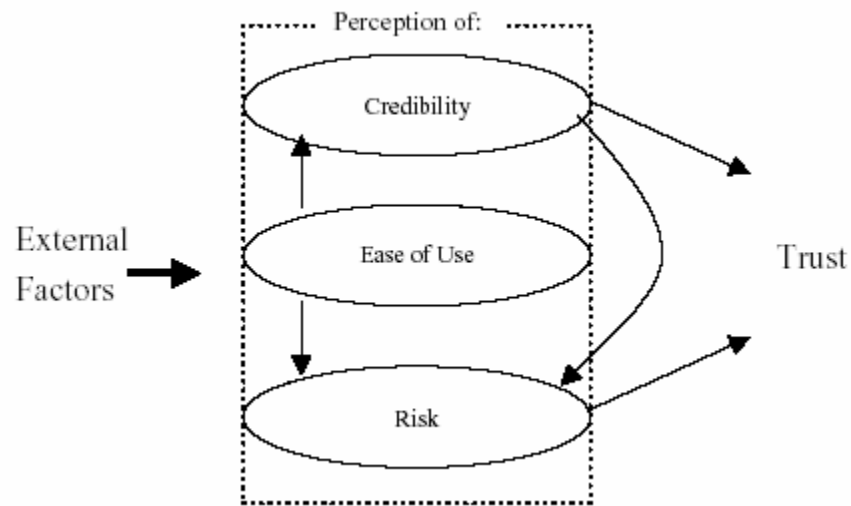 Perception of:
Credibility
External
Factors
Ease of Use
Trust
Risk